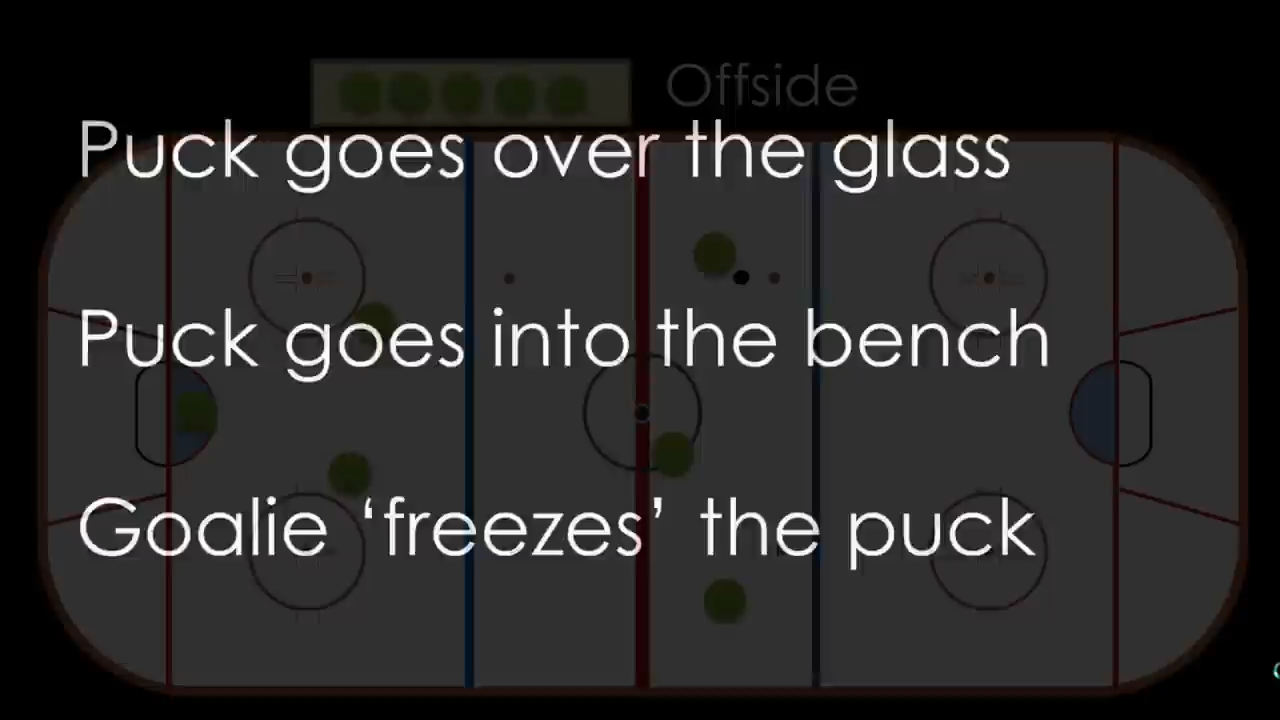 Offside
Puck goes over the glass
Puck goes into the bench
Goalie ‘freezes’ the puck